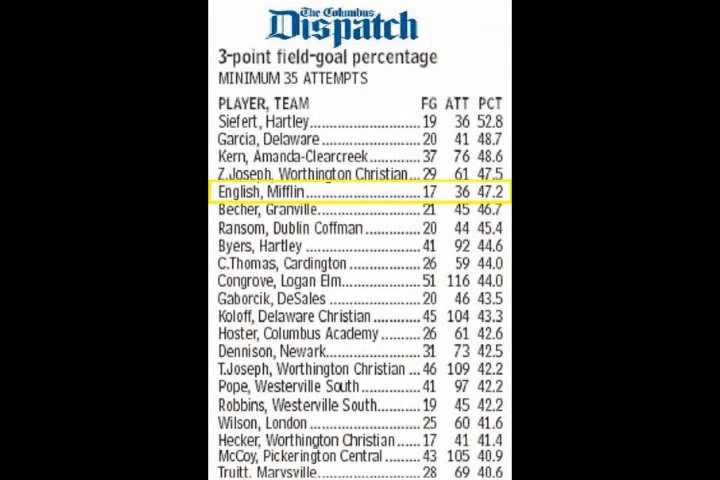 The Columbus
Dispatch
3-point field-goal percentage
MINIMUM 35 ATTEMPTS
PLAYER, TEAM FG ATT PCT
Siefert, Hartley........................19 36 52.8
Garcia, Delaware ......................20 41 48.7
Kern, Amanda-Clearcreek...........37 76 48.6
Z.Joseph, Worthington Christian...29 61 47.5
English, Mifflin.........................17 36 47.2
Becher, Granville.......................21 45 46.7
Ransom, Dublin Coffman ............20 44 45.4
Byers, Hartley ..........................41 92 44.6
C.Thomas, Cardington ...............26 59 44.0
Congrove, Logan Elm.................51 116 44.0
Gaborcik, DeSales .....................20 46 43.5
Koloff, Delaware Christian ..........45 104 43.3
Hoster, Columbus Academy ........26 61 42.6
Dennison, Newark.....................31 73 42.5
T.Joseph, Worthington Christian ...46 109 42.2
Pope, Westerville South .............41 97 42.2
Robbins, Westerville South..........19 45 42.2
Wilson, London ........................25 60 41.6
Hecker, Worthington Christian .....17 41 41.4
McCoy, Pickerington Central ........43 105 40.9
Truitt, Marysville.......................28 69 40.6